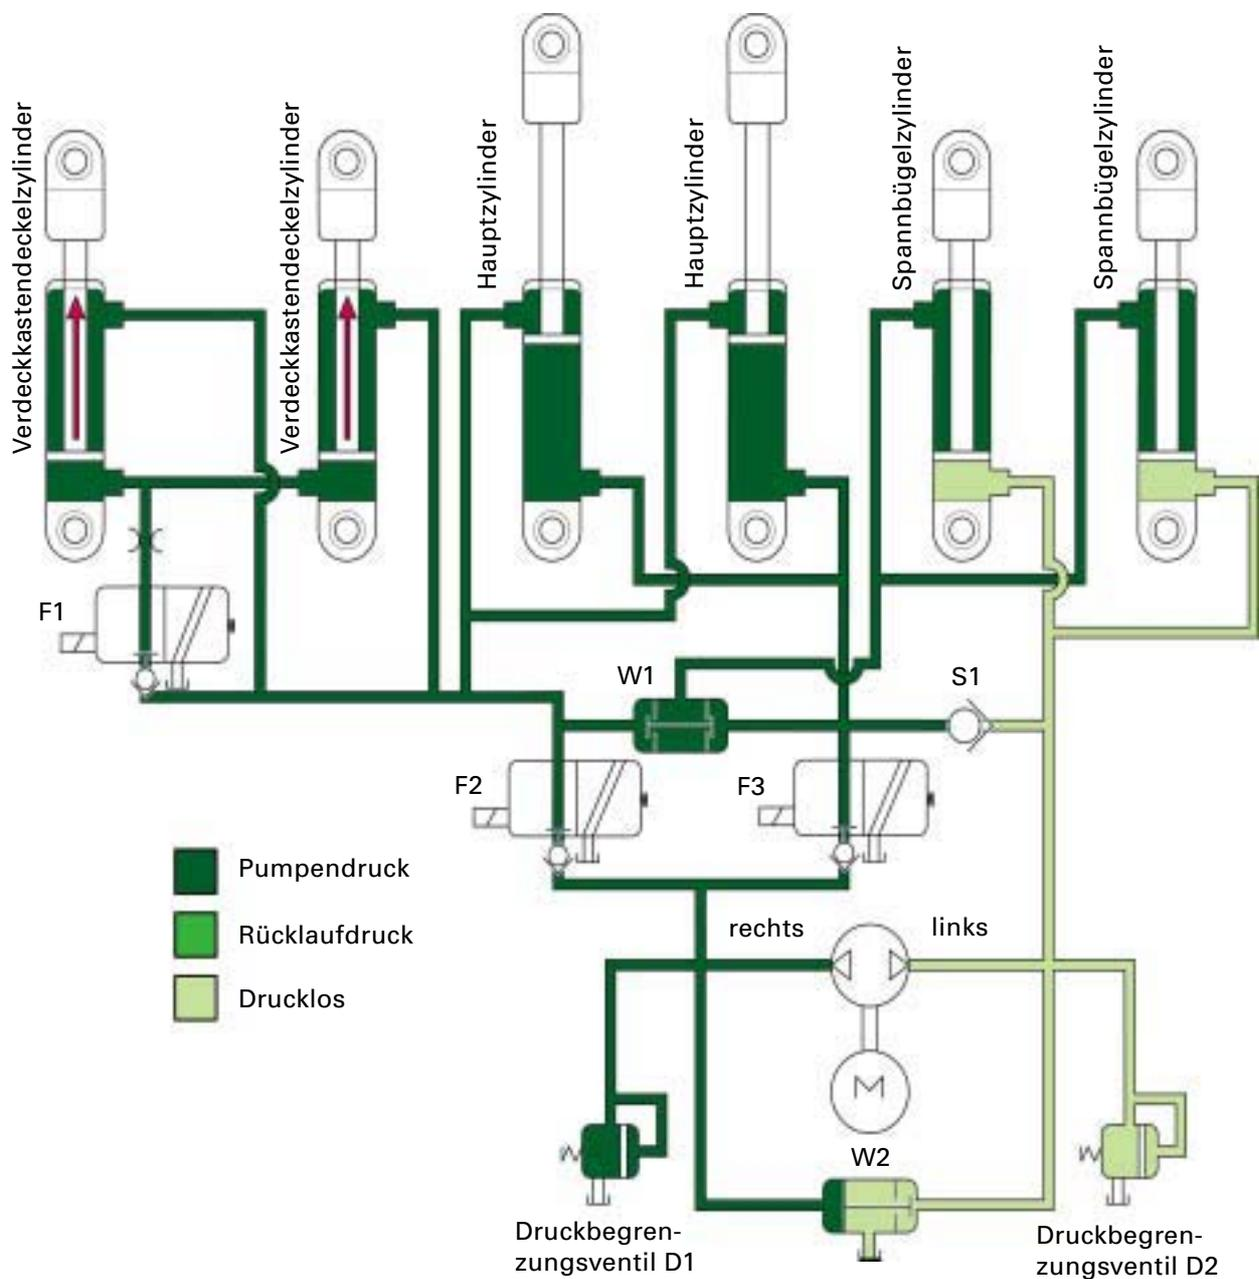 Verdeckkastendeckelzylinder
Verdeckkastendeckelzylinder
Hauptzylinder
Hauptzylinder
Spannbügelzylinder
Spannbügelzylinder
F1
W1
S1
F2
F3
Pumpendruck
Rücklaufdruck
Drucklos
rechts
links
M
W2
Druckbegren-
zungsventil D1
Druckbegren-
zungsventil D2